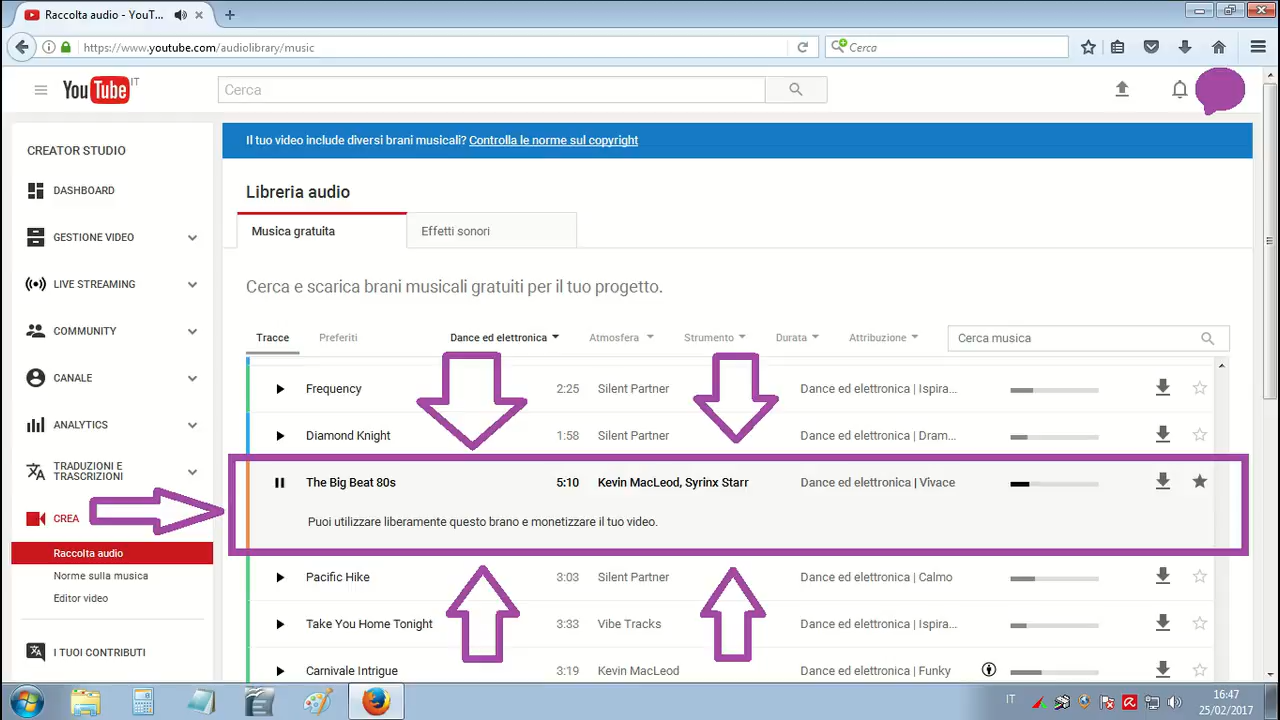 Raccolta audio - YouT...
https://www.youtube.com/audiolibrary/music
Cerca
YouTube IT
Cerca
CREATOR STUDIO
DASHBOARD
GESTIONE VIDEO
LIVE STREAMING
COMMUNITY
CANALE
ANALYTICS
TRADUZIONI E
TRASCRIZIONI
CREA
Raccolta audio
Norme sulla musica
Editor video
I TUOI CONTRIBUTI
Il tuo video include diversi brani musicali? Controlla le norme sul copyright
Libreria audio
Musica gratuita Effetti sonori
Cerca e scarica brani musicali gratuiti per il tuo progetto.
Tracce Preferiti Dance ed elettronica Atmosfera Strumento Durata Attribuzione Cerca musica
Frequency 2:25 Silent Partner Dance ed elettronica | Ispira...
Diamond Knight 1:58 Silent Partner Dance ed elettronica | Dram...
The Big Beat 80s 5:10 Kevin MacLeod, Syrinx Starr Dance ed elettronica | Vivace
Puoi utilizzare liberamente questo brano e monetizzare il tuo video.
Pacific Hike 3:03 Silent Partner Dance ed elettronica | Calmo
Take You Home Tonight 3:33 Vibe Tracks Dance ed elettronica | Ispira...
Carnivale Intrigue 3:19 Kevin MacLeod Dance ed elettronica | Funky
IT
16:47
25/02/2017